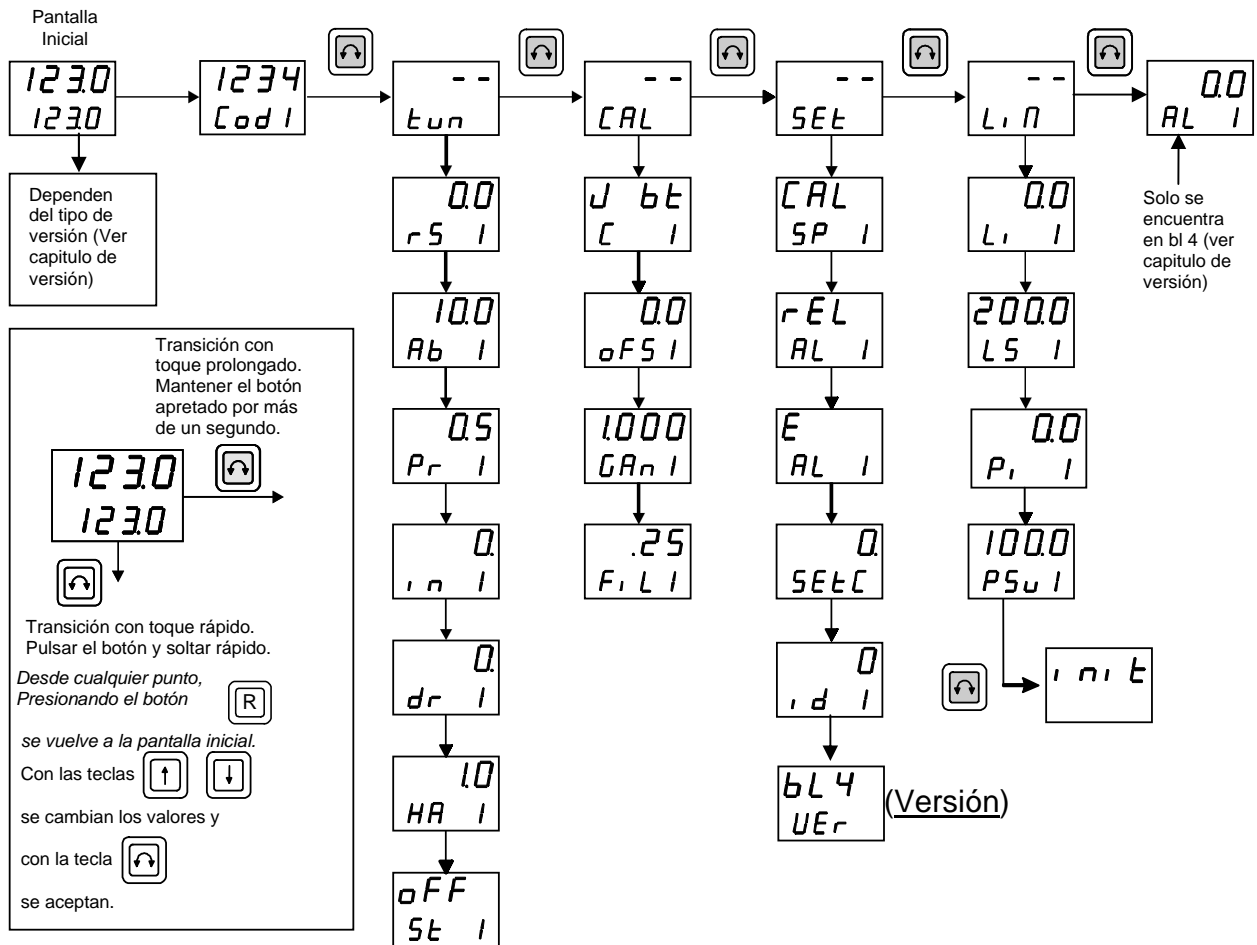 Pantalla
Inicial
123.0
123.0
1234
Cod1
--
tun
--
CAL
--
SEt
--
LiM
0.0
AL 1
Dependen
del tipo de
versión (Ver
capitulo de
versión)
Solo se
encuentra
en bl 4 (ver
capitulo de
versión)
0.0
rS 1
10.0
Ab 1
0.5
Pr 1
0.
in 1
0.
dr 1
1.0
HA 1
oFF
St 1
J bt
C 1
0.0
oFS1
1.000
GAn1
.25
FiL1
CAL
SP 1
rEL
AL 1
E
AL 1
0.
SEtC
0
id 1
bL4
VEr
(Versión)
0.0
Li 1
200.0
LS 1
0.0
Pi 1
100.0
PSu1
init
Transición con
toque prolongado.
Mantener el botón
apretado por más
de un segundo.
123.0
123.0
Transición con toque rápido.
Pulsar el botón y soltar rápido.
Desde cualquier punto,
Presionando el botón R
se vuelve a la pantalla inicial.
Con las teclas ↑ ↓
se cambian los valores y
con la tecla
se aceptan.